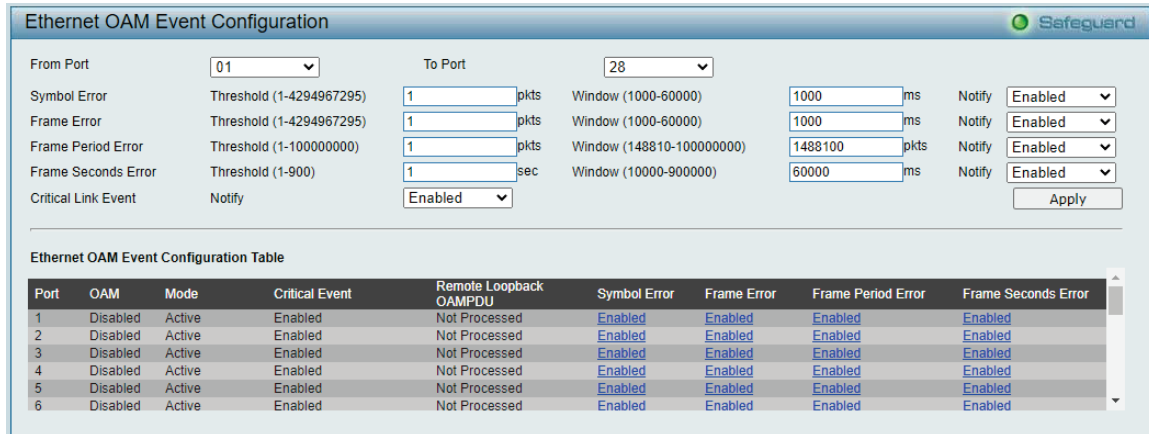 Ethernet OAM Event Configuration Safeguard
From Port 01 To Port 28
Symbol Error Threshold (1-4294967295) 1 pkts Window (1000-60000) 1000 ms Notify Enabled
Frame Error Threshold (1-4294967295) 1 pkts Window (1000-60000) 1000 ms Notify Enabled
Frame Period Error Threshold (1-100000000) 1 pkts Window (148810-100000000) 1488100 pkts Notify Enabled
Frame Seconds Error Threshold (1-900) 1 sec Window (10000-900000) 60000 ms Notify Enabled
Critical Link Event Notify Enabled Apply
Ethernet OAM Event Configuration Table
Port OAM Mode Critical Event Remote Loopback OAMPDU Symbol Error Frame Error Frame Period Error Frame Seconds Error
1 Disabled Active Enabled Not Processed Enabled Enabled Enabled Enabled
2 Disabled Active Enabled Not Processed Enabled Enabled Enabled Enabled
3 Disabled Active Enabled Not Processed Enabled Enabled Enabled Enabled
4 Disabled Active Enabled Not Processed Enabled Enabled Enabled Enabled
5 Disabled Active Enabled Not Processed Enabled Enabled Enabled Enabled
6 Disabled Active Enabled Not Processed Enabled Enabled Enabled Enabled